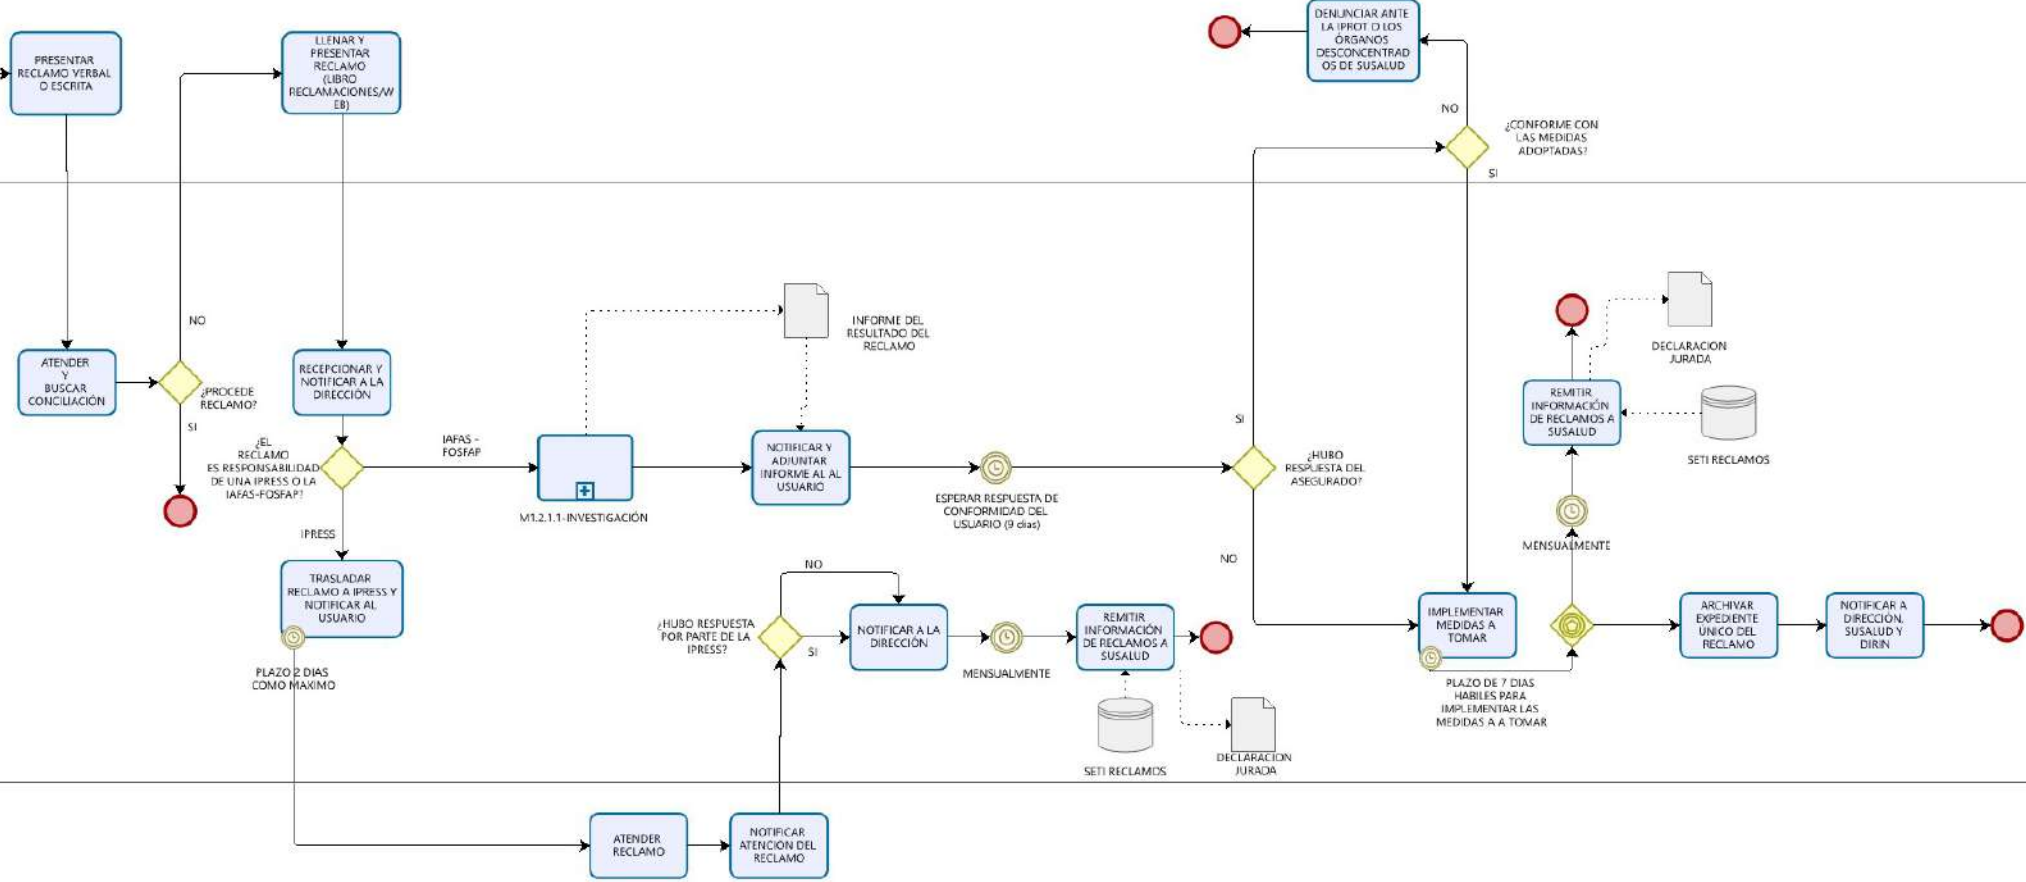 PRESENTAR
RECLAMO VERBAL
O ESCRITA
LLENAR Y
PRESENTAR
RECLAMO
(LIBRO
RECLAMACIONES/W
EB)
DENUNCIAR ANTE
LA IPROT O LOS
ÓRGANOS
DESCONCENTRAD
OS DE SUSALUD
NO
¿CONFORME CON
LAS MEDIDAS
ADOPTADAS?
SI
NO
ATENDER
Y
BUSCAR
CONCILIACIÓN
¿PROCEDE
RECLAMO?
SI
RECEPCIONAR Y
NOTIFICAR A LA
DIRECCIÓN
¿EL
RECLAMO
ES RESPONSABILIDAD
DE UNA IPRESS O LA
IAFAS-FOSFAP?
IAFAS -
FOSFAP
IPRESS
M1.2.1.1-INVESTIGACIÓN
INFORME DEL
RESULTADO DEL
RECLAMO
NOTIFICAR Y
ADJUNTAR
INFORME AL AL
USUARIO
ESPERAR RESPUESTA DE
CONFORMIDAD DEL
USUARIO (9 dias)
SI
¿HUBO
RESPUESTA DEL
ASEGURADO?
NO
DECLARACION
JURADA
REMITIR
INFORMACIÓN
DE RECLAMOS A
SUSALUD
SETI RECLAMOS
MENSUALMENTE
TRASLADAR
RECLAMO A IPRESS Y
NOTIFICAR AL
USUARIO
PLAZO 2 DIAS
COMO MAXIMO
NO
¿HUBO RESPUESTA
POR PARTE DE LA
IPRESS?
SI
NOTIFICAR A LA
DIRECCIÓN
MENSUALMENTE
REMITIR
INFORMACIÓN
DE RECLAMOS A
SUSALUD
SETI RECLAMOS
DECLARACION
JURADA
IMPLEMENTAR
MEDIDAS A
TOMAR
PLAZO DE 7 DIAS
HABILES PARA
IMPLEMENTAR LAS
MEDIDAS A A TOMAR
ARCHIVAR
EXPEDIENTE
ÚNICO DEL
RECLAMO
NOTIFICAR A
DIRECCIÓN,
SUSALUD Y
DIRIN
ATENDER
RECLAMO
NOTIFICAR
ATENCIÓN DEL
RECLAMO